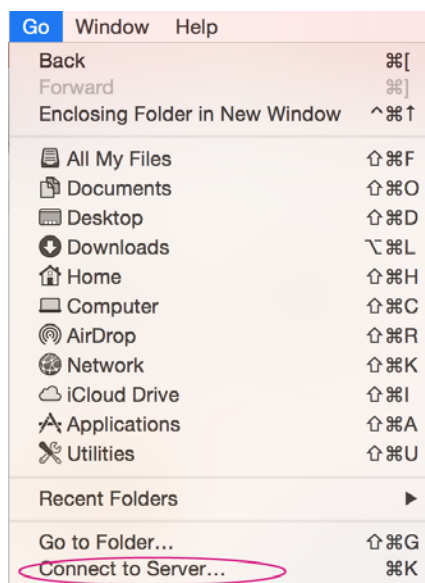 Go Window Help
Back ⌘[
Forward ⌘]
Enclosing Folder in New Window ^⌘↑
All My Files ⇧⌘F
Documents ⇧⌘O
Desktop ⇧⌘D
Downloads ⌥⌘L
Home ⇧⌘H
Computer ⇧⌘C
AirDrop ⇧⌘R
Network ⇧⌘K
iCloud Drive ⇧⌘I
Applications ⇧⌘A
Utilities ⇧⌘U
Recent Folders ▶
Go to Folder... ⇧⌘G
Connect to Server... ⌘K